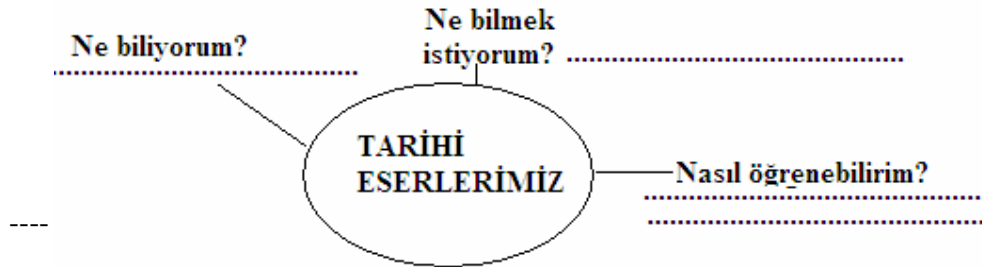 Ne biliyorum?
....................................................
Ne bilmek
istiyorum? ..........................................................
TARİHİ
ESERLERİMİZ
Nasıl öğrenebilirim?
..........................................................
..........................................................
----